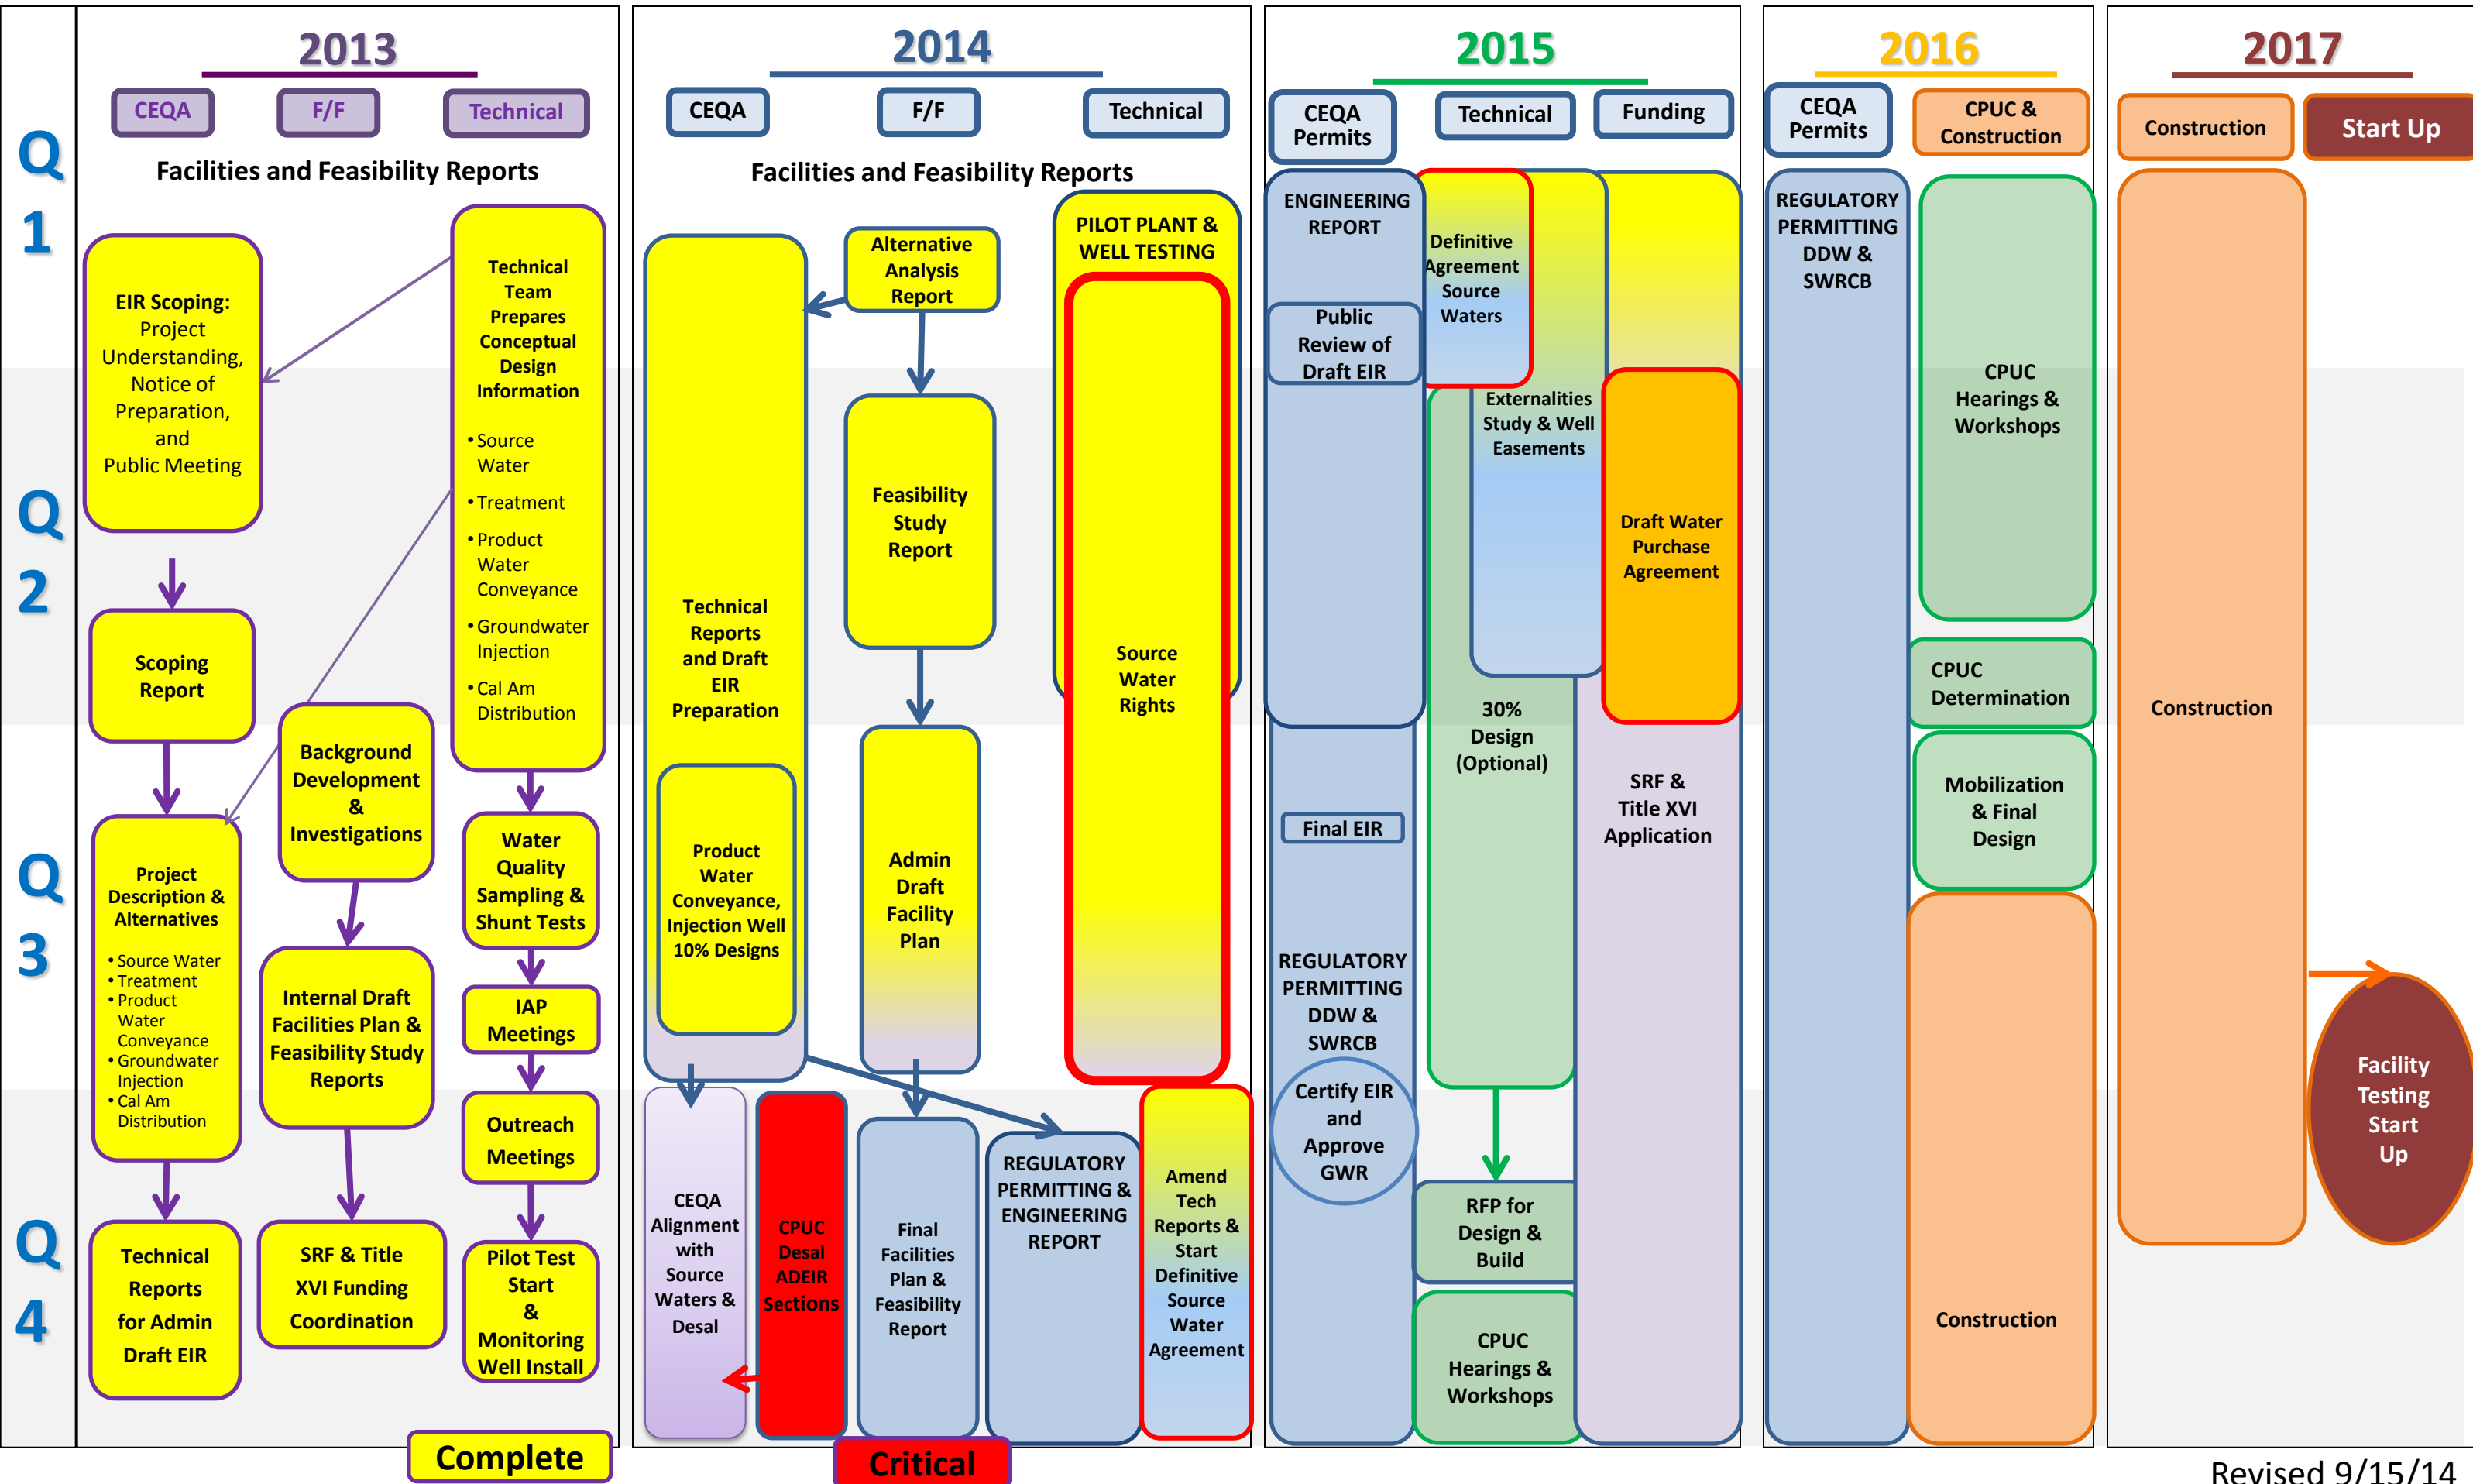 Q
1
Q
2
Q
3
Q
4
2013
CEQA
F/F
Technical
Facilities and Feasibility Reports
EIR Scoping:
Project
Understanding,
Notice of
Preparation,
and
Public Meeting
Scoping
Report
Project
Description &
Alternatives
• Source Water
• Treatment
• Product
Water
Conveyance
• Groundwater
Injection
• Cal Am
Distribution
Technical
Reports
for Admin
Draft EIR
Background
Development
&
Investigations
Internal Draft
Facilities Plan &
Feasibility Study
Reports
SRF & Title
XVI Funding
Coordination
Technical
Team
Prepares
Conceptual
Design
Information
• Source
Water
• Treatment
• Product
Water
Conveyance
• Groundwater
Injection
• Cal Am
Distribution
Water
Quality
Sampling &
Shunt Tests
IAP
Meetings
Outreach
Meetings
Pilot Test
Start
&
Monitoring
Well Install
Complete
2014
CEQA
F/F
Technical
Facilities and Feasibility Reports
Technical
Reports
and Draft
EIR
Preparation
Product
Water
Conveyance,
Injection Well
10% Designs
CEQA
Alignment
with
Source
Waters &
Desal
CPUC
Desal
ADEIR
Sections
Alternative
Analysis
Report
Feasibility
Study
Report
Admin
Draft
Facility
Plan
Final
Facilities
Plan &
Feasibility
Report
PILOT PLANT &
WELL TESTING
Source
Water
Rights
REGULATORY
PERMITTING &
ENGINEERING
REPORT
Amend
Tech
Reports &
Start
Definitive
Source
Water
Agreement
Critical
2015
CEQA
Permits
Technical
Funding
ENGINEERING
REPORT
Public
Review of
Draft EIR
Final EIR
REGULATORY
PERMITTING
DDW &
SWRCB
Certify EIR
and
Approve
GWR
Definitive
Agreement
Source
Waters
Externalities
Study & Well
Easements
30%
Design
(Optional)
RFP for
Design &
Build
CPUC
Hearings &
Workshops
Draft Water
Purchase
Agreement
SRF &
Title XVI
Application
2016
CEQA
Permits
CPUC &
Construction
REGULATORY
PERMITTING
DDW &
SWRCB
CPUC
Hearings &
Workshops
CPUC
Determination
Mobilization
& Final
Design
Construction
2017
Construction
Start Up
Construction
Facility
Testing
Start
Up
Revised 9/15/14